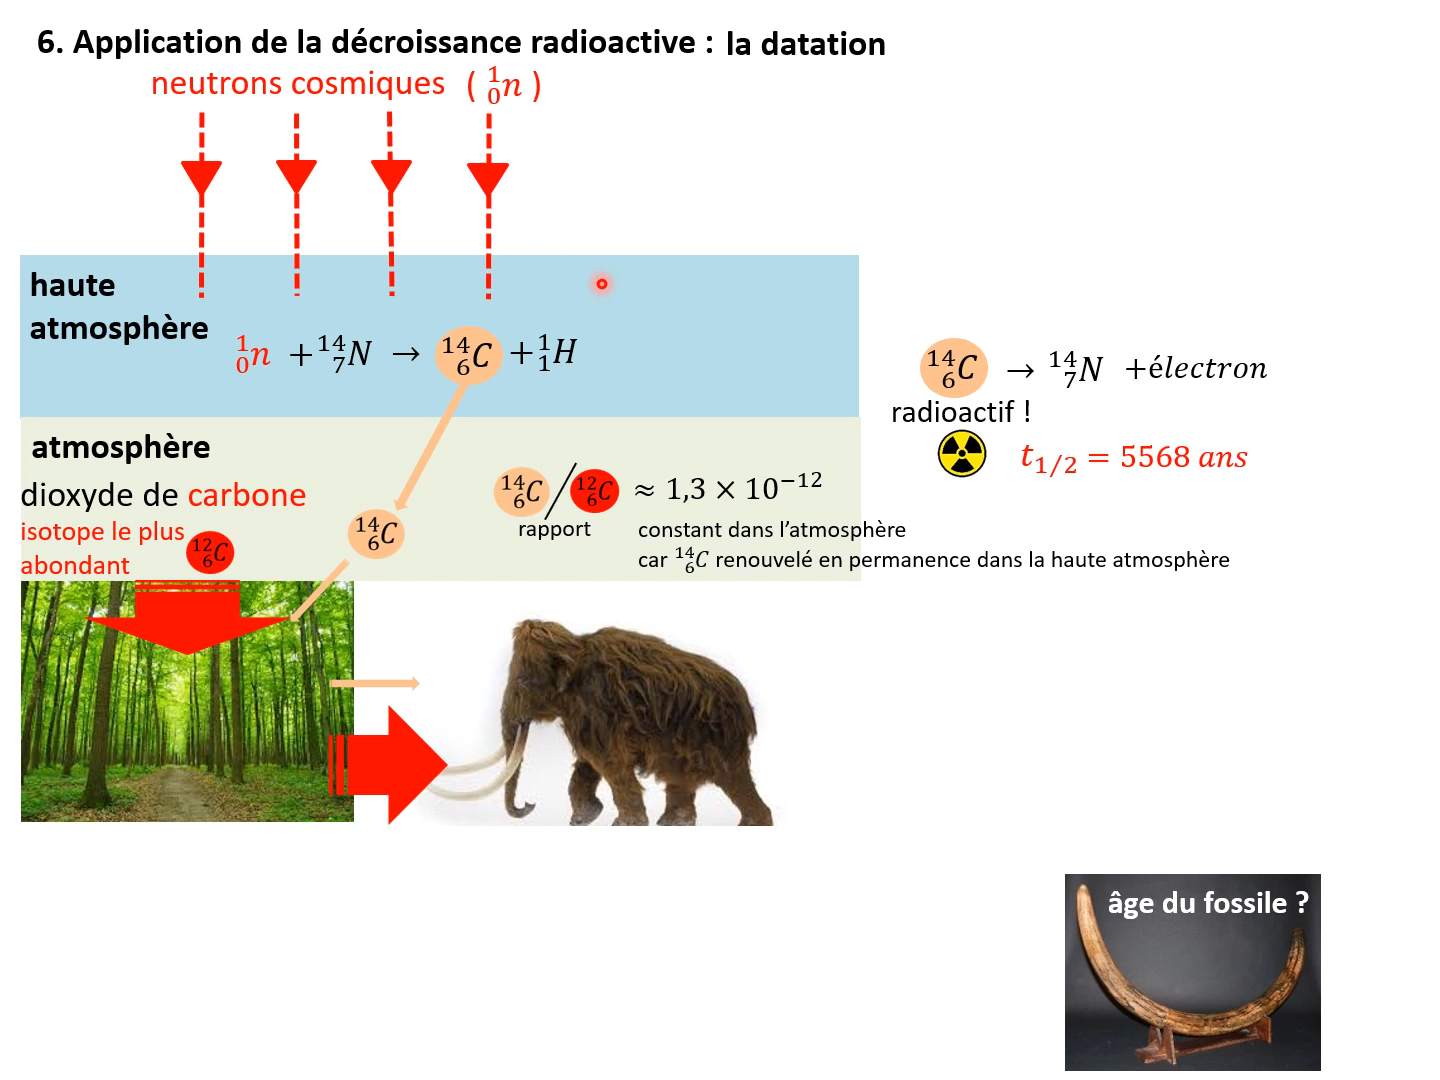 6. Application de la décroissance radioactive : la datation
neutrons cosmiques ( ¹₀n )
haute
atmosphère
¹₀n + ¹⁴₇N → ¹⁴₆C + ¹₁H
¹⁴₆C → ¹⁴₇N + électron
radioactif !
t₁/₂ = 5568 ans
atmosphère
dioxyde de carbone
isotope le plus
abondant
¹²₆C
¹⁴₆C
¹⁴₆C / ¹²₆C ≈ 1,3 × 10⁻¹²
rapport
constant dans l’atmosphère
car ¹⁴₆C renouvelé en permanence dans la haute atmosphère
âge du fossile ?